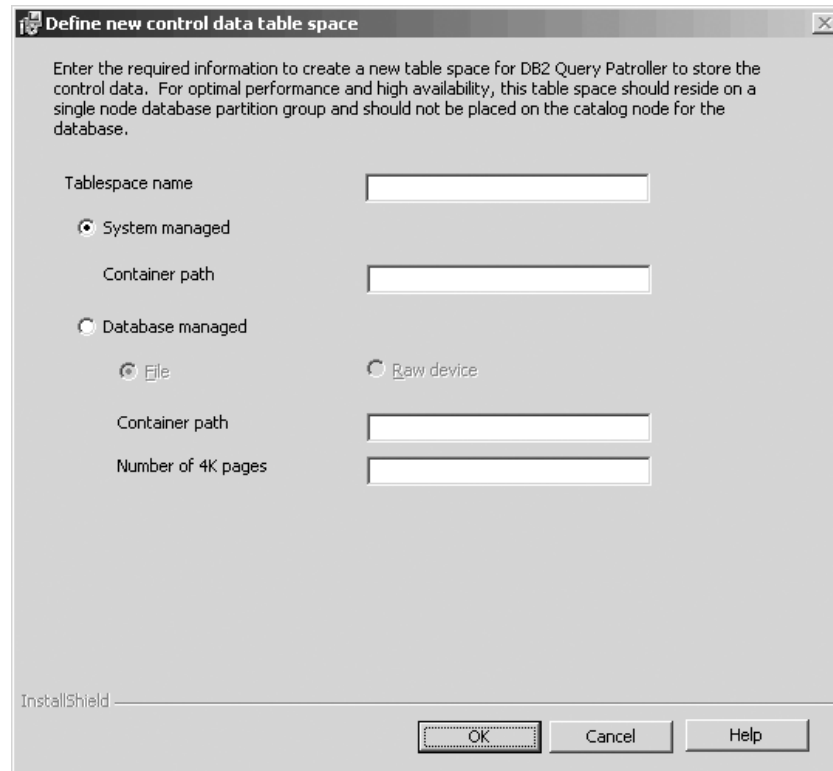 Define new control data table space
Enter the required information to create a new table space for DB2 Query Patroller to store the
control data. For optimal performance and high availability, this table space should reside on a
single node database partition group and should not be placed on the catalog node for the
database.
Tablespace name
System managed
Container path
Database managed
File Raw device
Container path
Number of 4K pages
InstallShield
OK Cancel Help